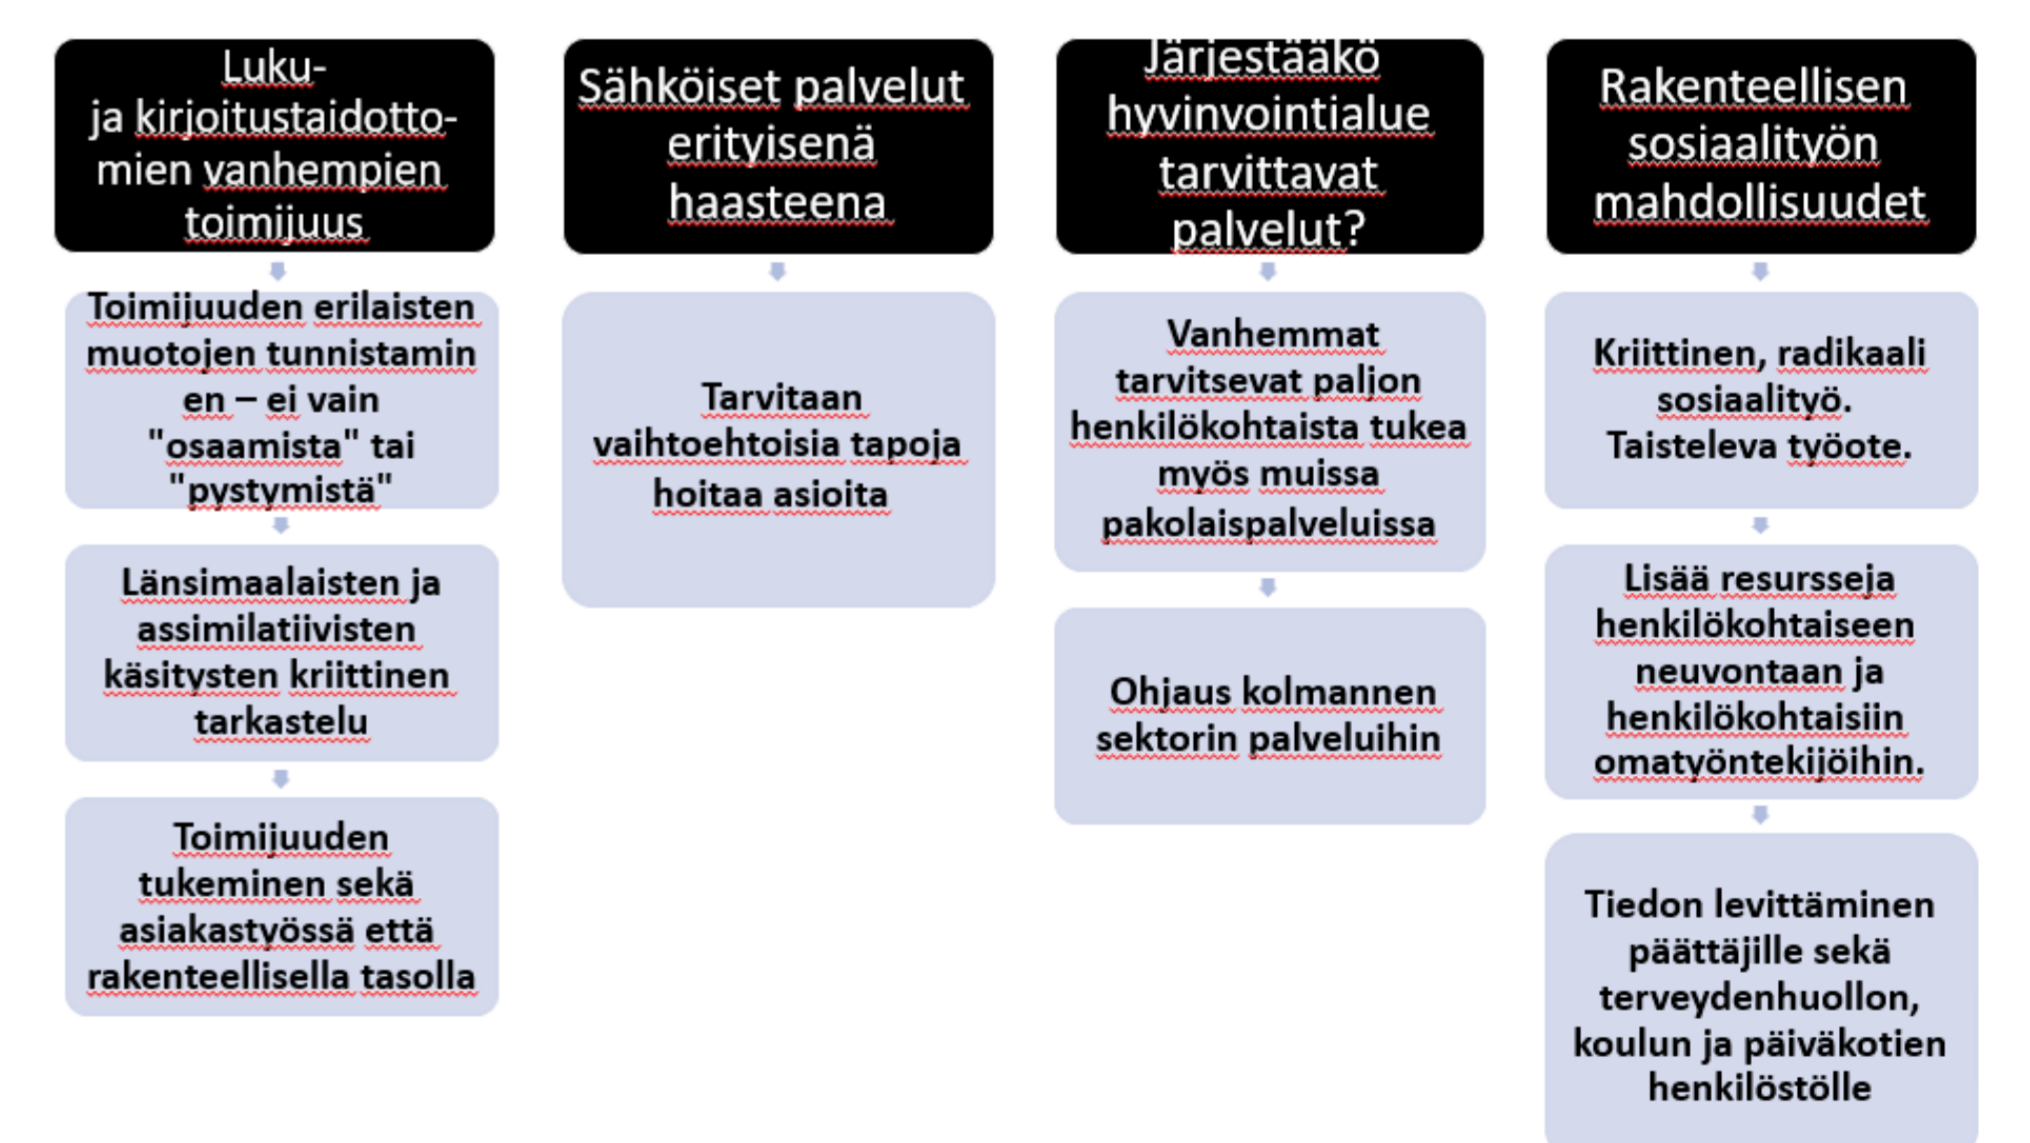 Luku-
ja kirjoitustaidotto-
mien vanhempien
toimijuus
Toimijuuden erilaisten
muotojen tunnistamin
en – ei vain
"osaamista" tai
"pystymistä"
Länsimaalaisten ja
assimilatiivisten
käsitysten kriittinen
tarkastelu
Toimijuuden
tukeminen sekä
asiakastyössä että
rakenteellisella tasolla
Sähköiset palvelut
erityisenä
haasteena
Tarvitaan
vaihtoehtoisia tapoja
hoitaa asioita
Järjestääkö
hyvinvointialue
tarvittavat
palvelut?
Vanhemmat
tarvitsevat paljon
henkilökohtaista tukea
myös muissa
pakolaispalveluissa
Ohjaus kolmannen
sektorin palveluihin
Rakenteellisen
sosiaalityön
mahdollisuudet
Kriittinen, radikaali
sosiaalityö.
Taisteleva työote.
Lisää resursseja
henkilökohtaiseen
neuvontaan ja
henkilökohtaisiin
omatyöntekijöihin.
Tiedon levittäminen
päättäjille sekä
terveydenhuollon,
koulun ja päiväkotien
henkilöstölle